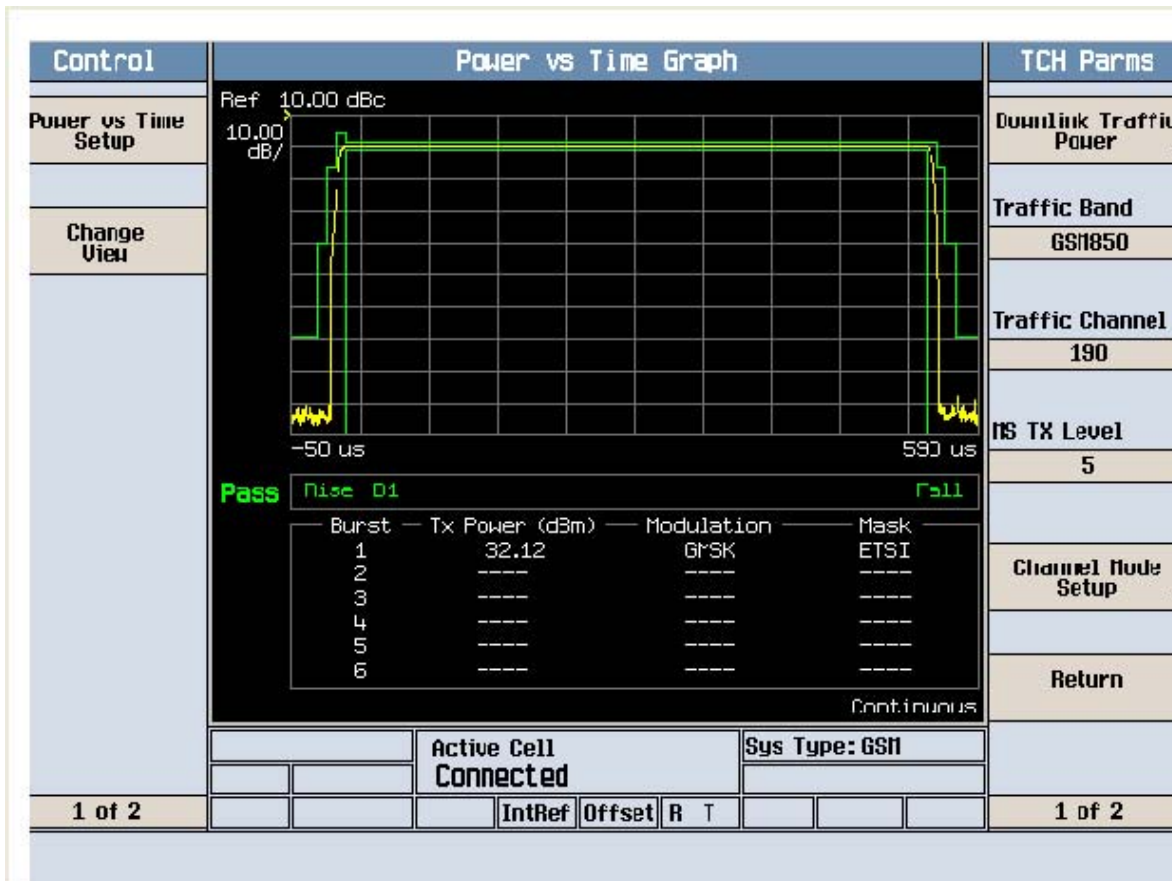 Control
Power vs Time Graph
TCH Parms
Power vs Time
Setup
Change
View
1 of 2
Ref 10.00 dBc
10.00
dB/
-50 us
590 us
Pass
Rise 01
Fall
Burst Tx Power (dBm) Modulation Mask
1 32.12 GMSK ETSI
2 ---- ---- ----
3 ---- ---- ----
4 ---- ---- ----
5 ---- ---- ----
6 ---- ---- ----
Continuous
Active Cell
Connected
Sys Type: GSM
IntRef Offset R T
Downlink Traffic
Power
Traffic Band
GSM850
Traffic Channel
190
MS TX Level
5
Channel Mode
Setup
Return
1 of 2